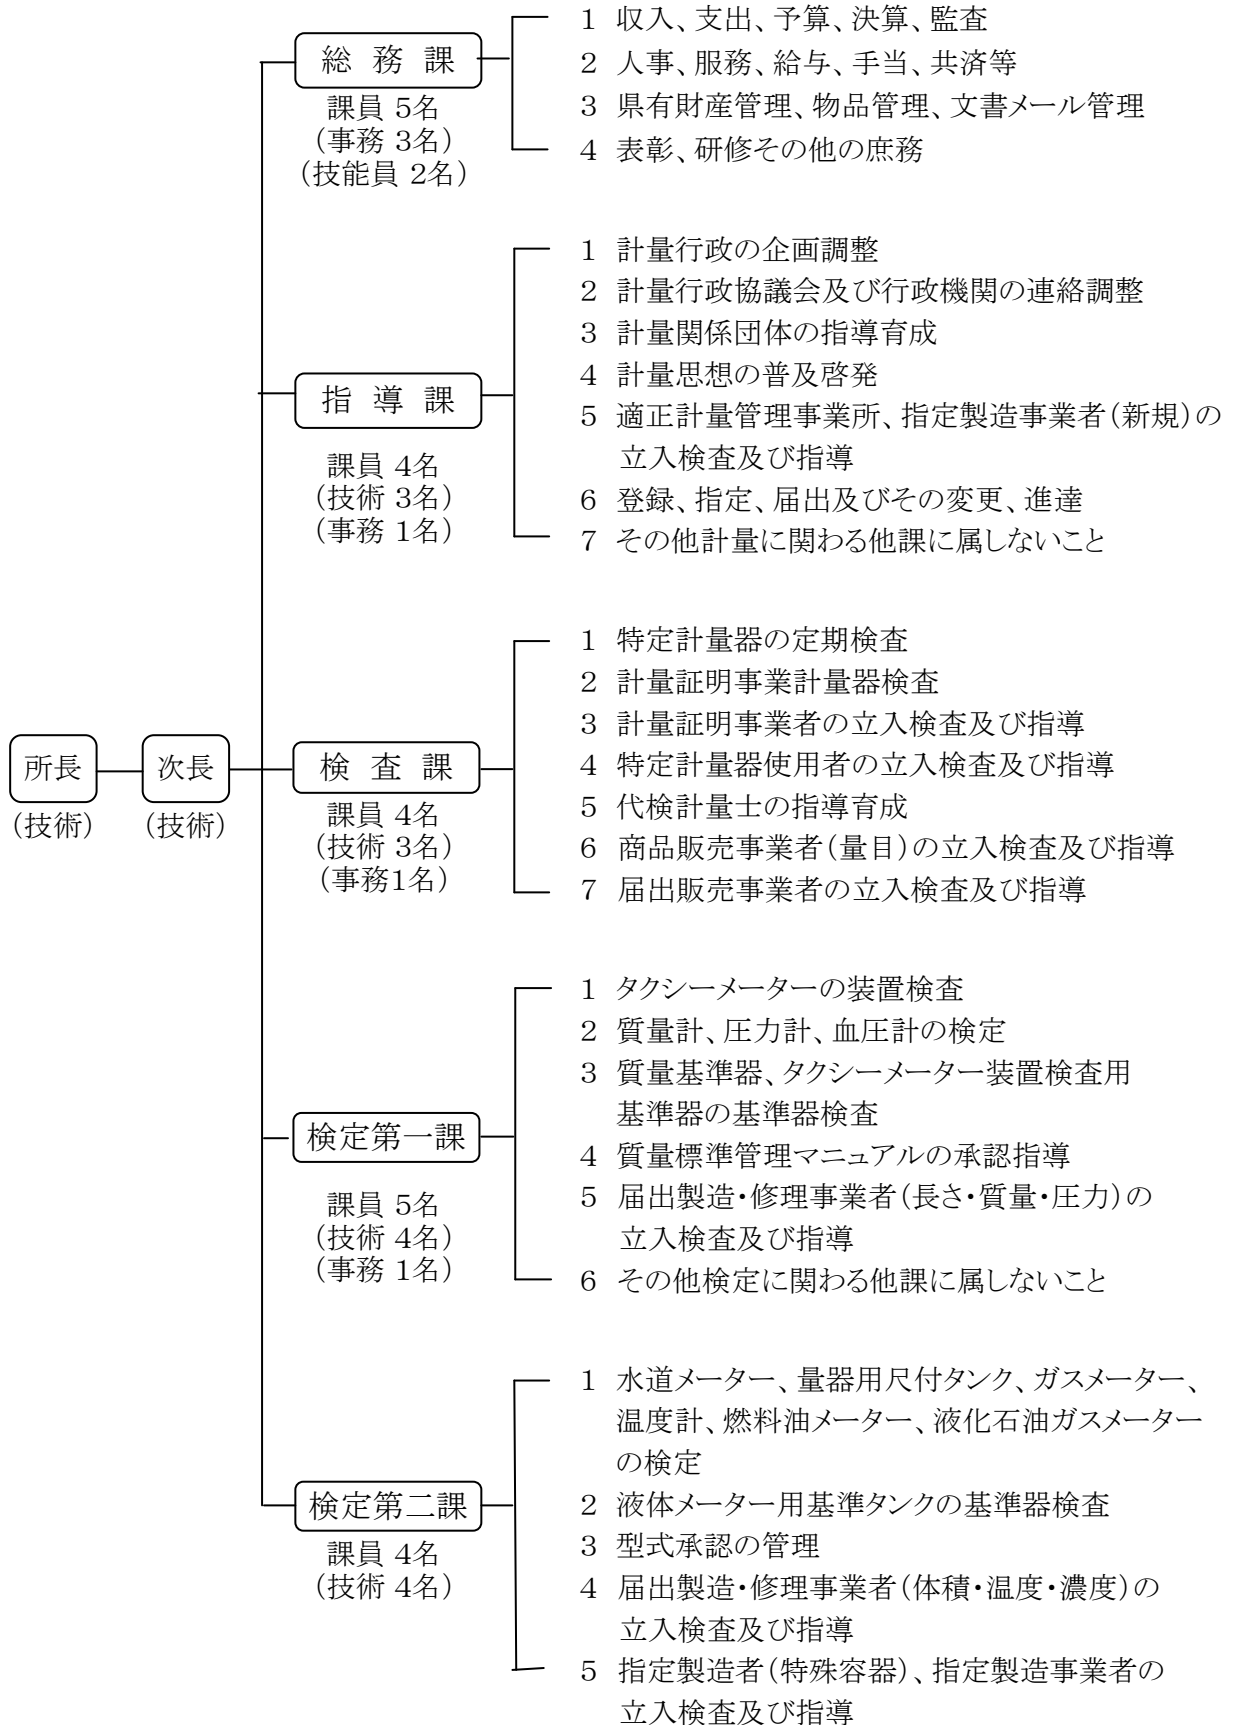 所長
(技術)
次長
(技術)
総務課
課員 5名
(事務 3名)
(技能員 2名)
1 収入、支出、予算、決算、監査
2 人事、服務、給与、手当、共済等
3 県有財産管理、物品管理、文書メール管理
4 表彰、研修その他の庶務
指導課
課員 4名
(技術 3名)
(事務 1名)
1 計量行政の企画調整
2 計量行政協議会及び行政機関の連絡調整
3 計量関係団体の指導育成
4 計量思想の普及啓発
5 適正計量管理事業所、指定製造事業者(新規)の
立入検査及び指導
6 登録、指定、届出及びその変更、進達
7 その他計量に関わる他課に属しないこと
検査課
課員 4名
(技術 3名)
(事務1名)
1 特定計量器の定期検査
2 計量証明事業計量器検査
3 計量証明事業者の立入検査及び指導
4 特定計量器使用者の立入検査及び指導
5 代検計量士の指導育成
6 商品販売事業者(量目)の立入検査及び指導
7 届出販売事業者の立入検査及び指導
検定第一課
課員 5名
(技術 4名)
(事務 1名)
1 タクシーメーターの装置検査
2 質量計、圧力計、血圧計の検定
3 質量基準器、タクシーメーター装置検査用
基準器の基準器検査
4 質量標準管理マニュアルの承認指導
5 届出製造・修理事業者(長さ・質量・圧力)の
立入検査及び指導
6 その他検定に関わる他課に属しないこと
検定第二課
課員 4名
(技術 4名)
1 水道メーター、量器用尺付タンク、ガスメーター、
温度計、燃料油メーター、液化石油ガスメーター
の検定
2 液体メーター用基準タンクの基準器検査
3 型式承認の管理
4 届出製造・修理事業者(体積・温度・濃度)の
立入検査及び指導
5 指定製造者(特殊容器)、指定製造事業者の
立入検査及び指導